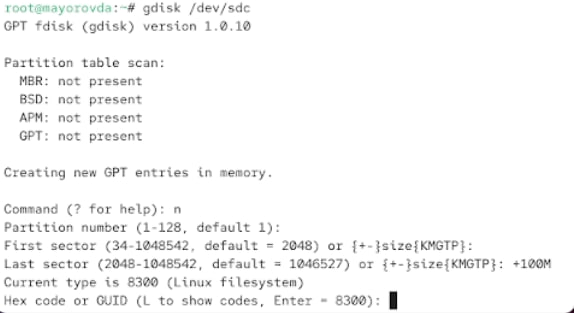 root@mayorovda:~# gdisk /dev/sdc
GPT fdisk (gdisk) version 1.0.10

Partition table scan:
  MBR: not present
  BSD: not present
  APM: not present
  GPT: not present

Creating new GPT entries in memory.

Command (? for help): n
Partition number (1-128, default 1):
First sector (34-1048542, default = 2048) or {+-}size{KMGTP}:
Last sector (2048-1048542, default = 1046527) or {+-}size{KMGTP}: +100M
Current type is 8300 (Linux filesystem)
Hex code or GUID (L to show codes, Enter = 8300):